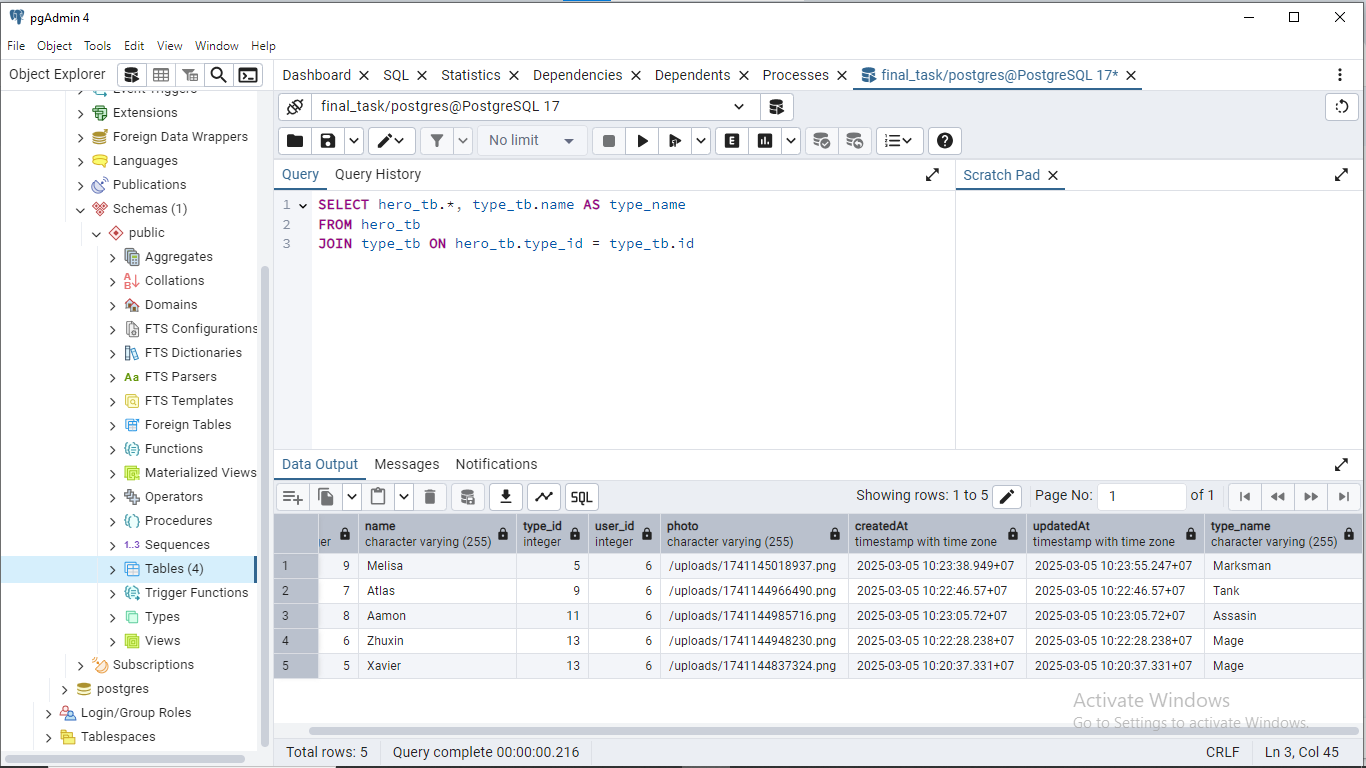 pgAdmin 4
File Object Tools Edit View Window Help
Object Explorer
Dashboard SQL Statistics Dependencies Dependents Processes final_task/postgres@PostgreSQL 17*
Event Triggers
Extensions
Foreign Data Wrappers
Languages
Publications
Schemas (1)
public
Aggregates
Collations
Domains
FTS Configurations
FTS Dictionaries
Aa FTS Parsers
FTS Templates
Foreign Tables
Functions
Materialized Views
Operators
Procedures
1..3 Sequences
Tables (4)
Trigger Functions
Types
Views
Subscriptions
postgres
Login/Group Roles
Tablespaces
final_task/postgres@PostgreSQL 17
No limit
E
Query Query History
Scratch Pad
1 SELECT hero_tb.*, type_tb.name AS type_name
2 FROM hero_tb
3 JOIN type_tb ON hero_tb.type_id = type_tb.id
Data Output Messages Notifications
SQL Showing rows: 1 to 5 Page No: 1 of 1
name type_id user_id photo createdAt updatedAt type_name
er character varying (255) integer integer character varying (255) timestamp with time zone timestamp with time zone character varying (255)
1 9 Melisa 5 6 /uploads/1741145018937.png 2025-03-05 10:23:38.949+07 2025-03-05 10:23:55.247+07 Marksman
2 7 Atlas 9 6 /uploads/1741144966490.png 2025-03-05 10:22:46.57+07 2025-03-05 10:22:46.57+07 Tank
3 8 Aamon 11 6 /uploads/1741144985716.png 2025-03-05 10:23:05.72+07 2025-03-05 10:23:05.72+07 Assasin
4 6 Zhuxin 13 6 /uploads/1741144948230.png 2025-03-05 10:22:28.238+07 2025-03-05 10:22:28.238+07 Mage
5 5 Xavier 13 6 /uploads/1741144837324.png 2025-03-05 10:20:37.331+07 2025-03-05 10:20:37.331+07 Mage
Activate Windows
Go to Settings to activate Windows.
Total rows: 5 Query complete 00:00:00.216 CRLF Ln 3, Col 45